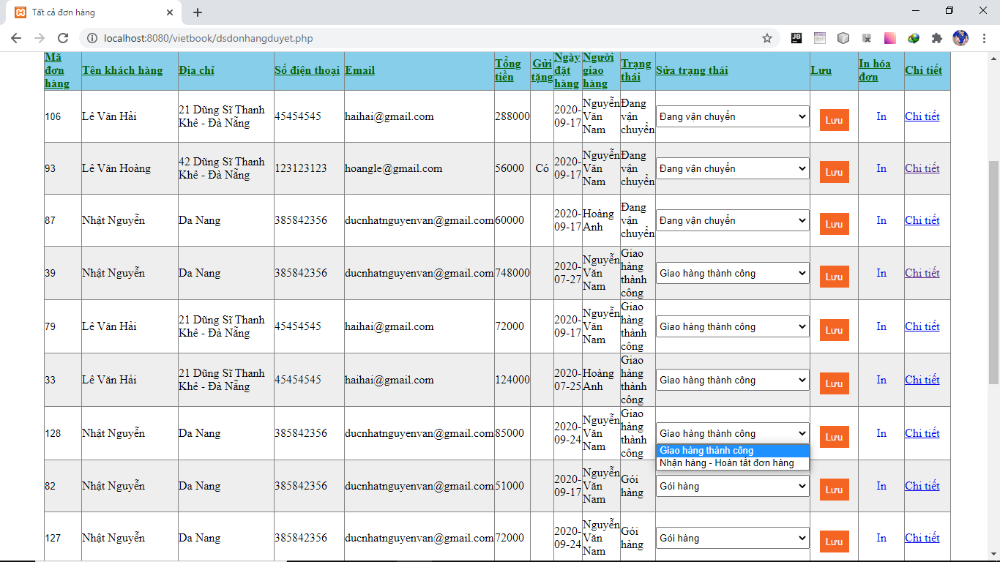 Tất cả đơn hàng
localhost:8080/vietbook/dsdonhangduyet.php
Mã đơn hàng Tên khách hàng Địa chỉ Số điện thoại Email Tổng tiền Gửi tặng Ngày đặt hàng Người giao hàng Trạng thái Sửa trạng thái Lưu In hóa đơn Chi tiết
106 Lê Văn Hải 21 Dũng Sĩ Thanh Khê - Đà Nẵng 45454545 haihai@gmail.com 288000 2020-09-17 Nguyễn Văn Nam Đang vận chuyển Đang vận chuyển Lưu In Chi tiết
93 Lê Văn Hoàng 42 Dũng Sĩ Thanh Khê - Đà Nẵng 123123123 hoangle@gmail.com 56000 Có 2020-09-17 Nguyễn Văn Nam Đang vận chuyển Đang vận chuyển Lưu In Chi tiết
87 Nhật Nguyễn Da Nang 385842356 ducnhatnguyenvan@gmail.com 60000 2020-09-17 Hoàng Anh Đang vận chuyển Đang vận chuyển Lưu In Chi tiết
39 Nhật Nguyễn Da Nang 385842356 ducnhatnguyenvan@gmail.com 748000 2020-07-27 Nguyễn Văn Nam Giao hàng thành công Giao hàng thành công Lưu In Chi tiết
79 Lê Văn Hải 21 Dũng Sĩ Thanh Khê - Đà Nẵng 45454545 haihai@gmail.com 72000 2020-09-17 Nguyễn Văn Nam Giao hàng thành công Giao hàng thành công Lưu In Chi tiết
33 Lê Văn Hải 21 Dũng Sĩ Thanh Khê - Đà Nẵng 45454545 haihai@gmail.com 124000 2020-07-25 Hoàng Anh Giao hàng thành công Giao hàng thành công Lưu In Chi tiết
128 Nhật Nguyễn Da Nang 385842356 ducnhatnguyenvan@gmail.com 85000 2020-09-24 Nguyễn Văn Nam Giao hàng thành công Giao hàng thành công Lưu In Chi tiết
Giao hàng thành công
Nhận hàng - Hoàn tất đơn hàng
82 Nhật Nguyễn Da Nang 385842356 ducnhatnguyenvan@gmail.com 51000 2020-09-17 Nguyễn Văn Nam Gói hàng Gói hàng Lưu In Chi tiết
127 Nhật Nguyễn Da Nang 385842356 ducnhatnguyenvan@gmail.com 72000 2020-09-24 Nguyễn Văn Nam Gói hàng Gói hàng Lưu In Chi tiết